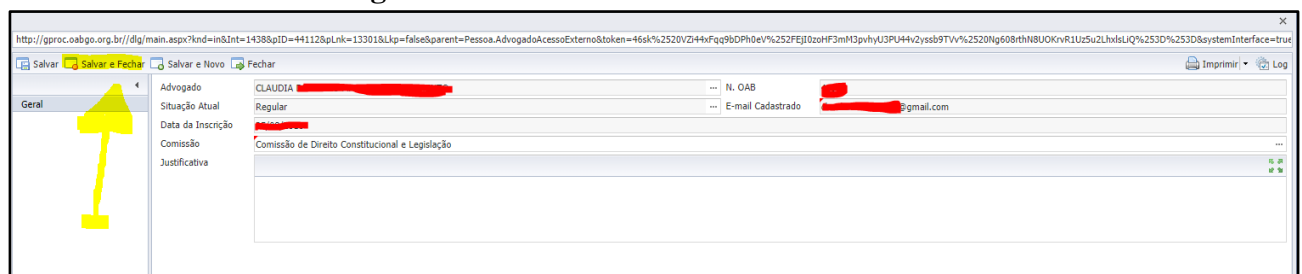 http://gproc.oabgo.org.br//dlg/main.aspx?knd=in&Int=1438&pID=44112&pLnk=13301&Lkp=false&parent=Pessoa.AdvogadoAcessoExterno&token=46sk%2520VZi44xFqq9bDPh0eV%252FEJI0zoHF3mM3pvhyU3PU44v2yssb9TVv%2520Ng608rthN8UOKrvR1Uz5u2LhxlsLiQ%253D%253D&systemInterface=true
Salvar Salvar e Fechar Salvar e Novo Fechar Imprimir Log
Geral
Advogado CLAUDIA ... N. OAB
Situação Atual Regular ... E-mail Cadastrado @gmail.com
Data da Inscrição
Comissão Comissão de Direito Constitucional e Legislação ...
Justificativa